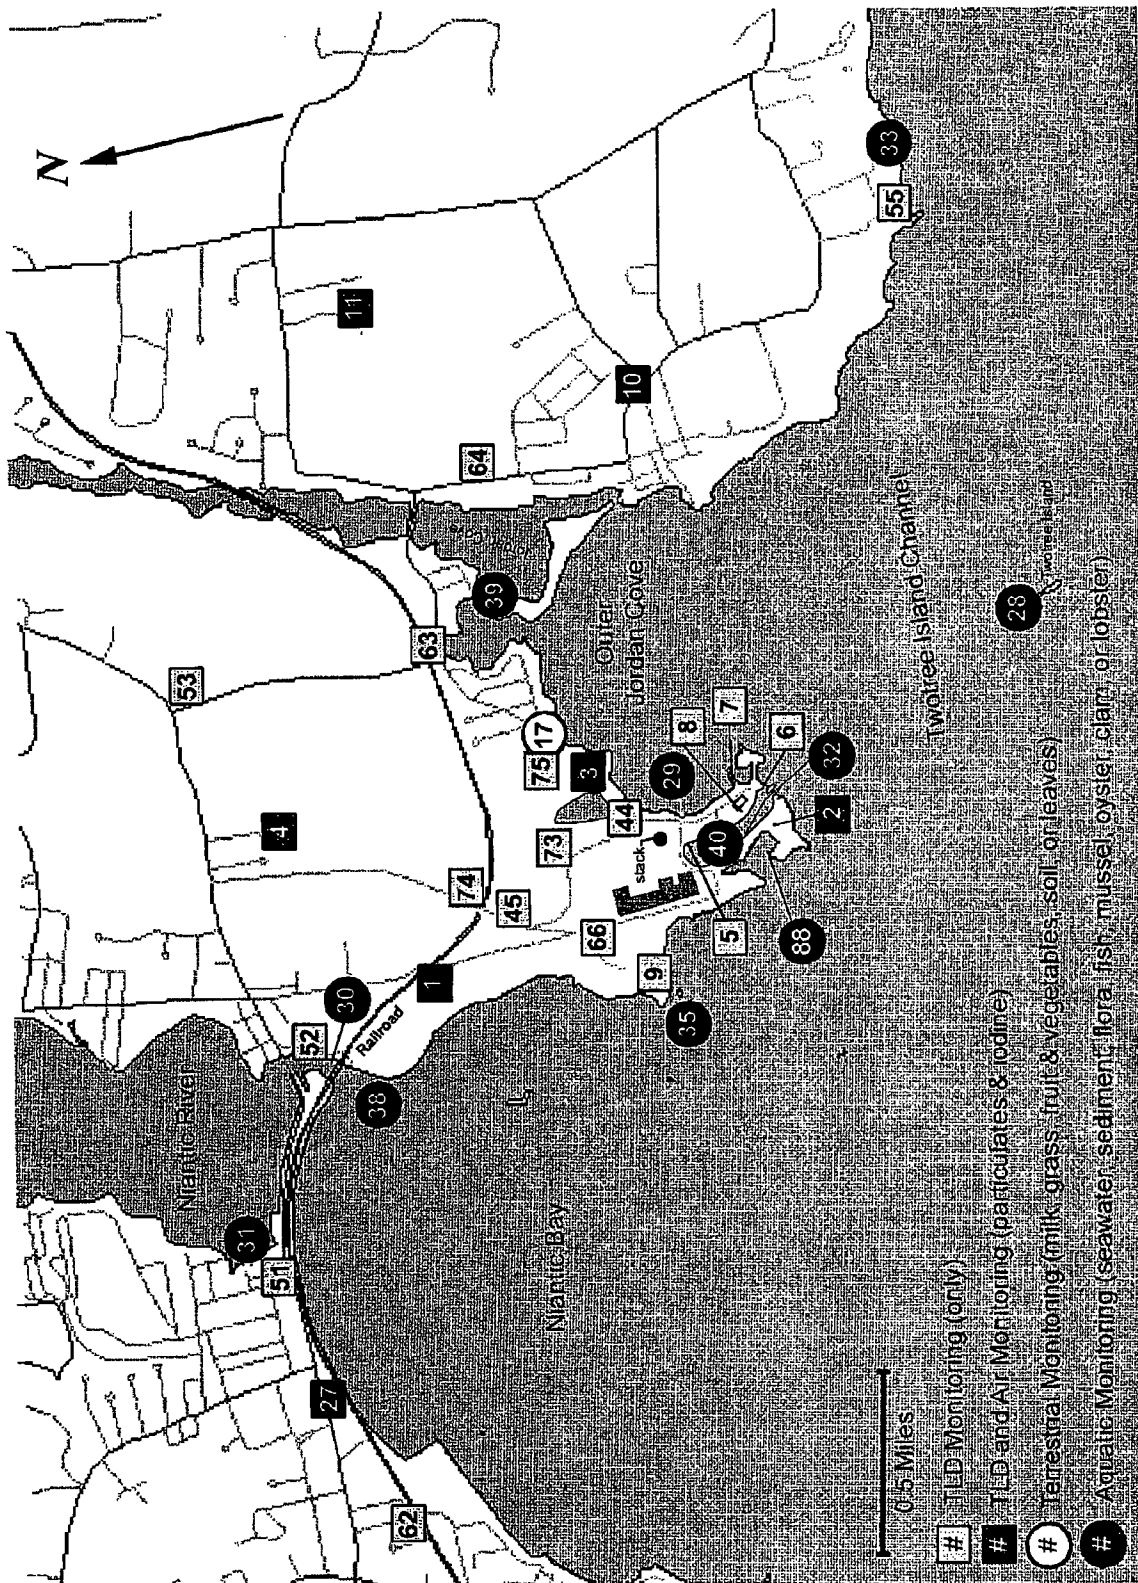 N
33
55
11
10
64
Jordan Cove
39
63
53
Outer
Jordan Cove
Twotree Island Channel
Twotree Island
28
17
75
3
8
7
6
29
32
44
4
73
stack
40
2
74
45
66
5
88
9
35
1
30
Railroad
52
38
Niantic River
31
51
Niantic Bay
27
62
0.5 Miles
# TLD Monitoring (only)
# TLD and Air Monitoring (particulates & iodine)
# Terrestrial Monitoring (milk, grass, fruit & vegetables, soil, or leaves)
# Aquatic Monitoring (seawater, sediment, flora, fish, mussel, oyster, clam, or lobster)